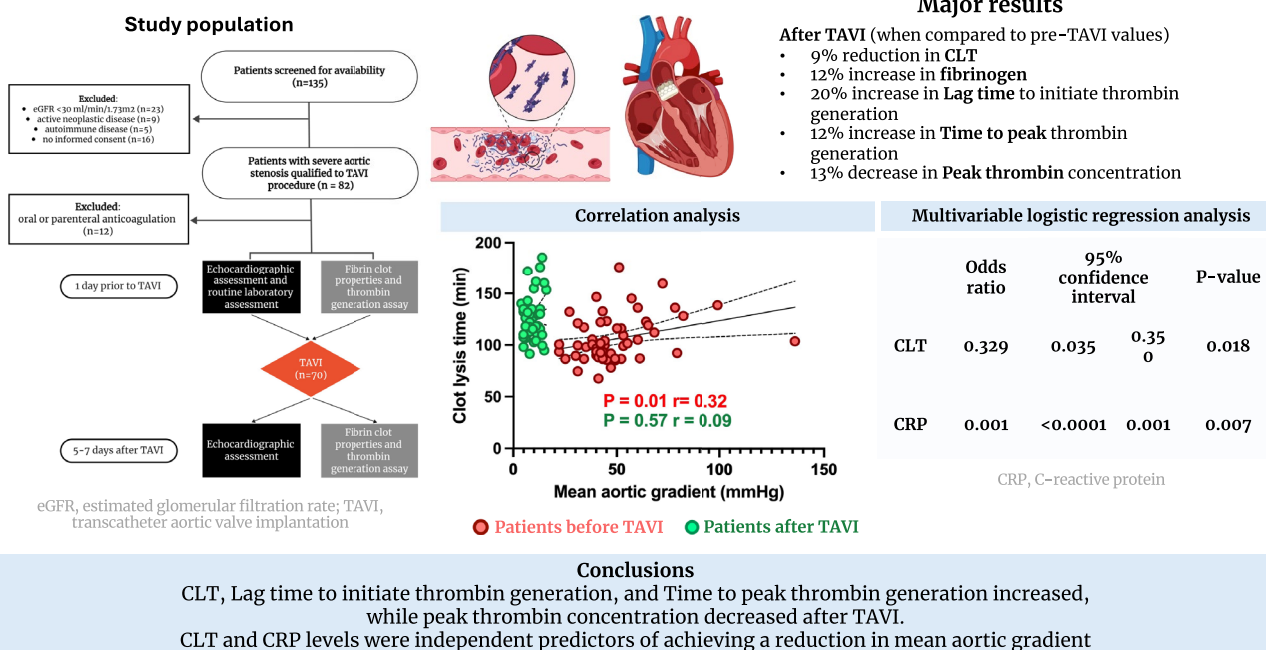 Study population
Patients screened for availability
(n=135)
Excluded:
• eGFR <30 ml/min/1.73m2 (n=23)
• active neoplastic disease (n=9)
• autoimmune disease (n=5)
• no informed consent (n=16)
Patients with severe aortic
stenosis qualified to TAVI
procedure (n = 82)
Excluded:
oral or parenteral anticoagulation
(n=12)
1 day prior to TAVI
Echocardiographic
assessment and
routine laboratory
assessment
Fibrin clot
properties and
thrombin
generation assay
TAVI
(n=70)
5-7 days after TAVI
Echocardiographic
assessment
Fibrin clot
properties and
thrombin
generation assay
eGFR, estimated glomerular filtration rate; TAVI,
transcatheter aortic valve implantation
Major results
After TAVI (when compared to pre-TAVI values)
• 9% reduction in CLT
• 12% increase in fibrinogen
• 20% increase in Lag time to initiate thrombin
generation
• 12% increase in Time to peak thrombin
generation
• 13% decrease in Peak thrombin concentration
Correlation analysis
Clot lysis time (min)
200
150
100
50
0
P = 0.01 r= 0.32
P = 0.57 r = 0.09
0 50 100 150
Mean aortic gradient (mmHg)
Patients before TAVI Patients after TAVI
Multivariable logistic regression analysis
Odds
ratio
95%
confidence
interval
P-value
CLT 0.329 0.035 0.35
0
0.018
CRP 0.001 <0.0001 0.001 0.007
CRP, C-reactive protein
Conclusions
CLT, Lag time to initiate thrombin generation, and Time to peak thrombin generation increased,
while peak thrombin concentration decreased after TAVI.
CLT and CRP levels were independent predictors of achieving a reduction in mean aortic gradient